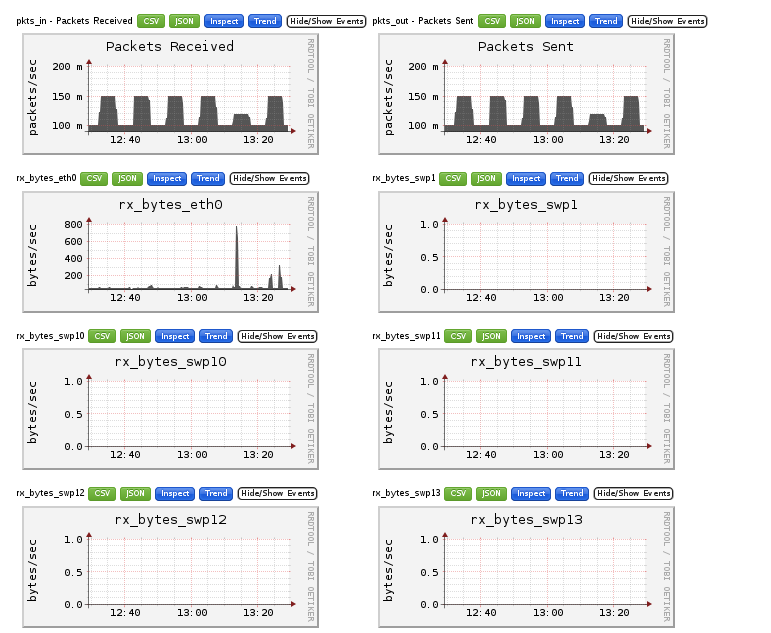 pkts_in - Packets Received CSV JSON Inspect Trend Hide/Show Events
pkts_out - Packets Sent CSV JSON Inspect Trend Hide/Show Events
Packets Received
packets/sec
200 m
150 m
100 m
12:40 13:00 13:20
RRDTOOL / TOBI OETIKER
Packets Sent
packets/sec
200 m
150 m
100 m
12:40 13:00 13:20
RRDTOOL / TOBI OETIKER
rx_bytes_eth0 CSV JSON Inspect Trend Hide/Show Events
rx_bytes_swp1 CSV JSON Inspect Trend Hide/Show Events
rx_bytes_eth0
bytes/sec
800
600
400
200
12:40 13:00 13:20
RRDTOOL / TOBI OETIKER
rx_bytes_swp1
bytes/sec
1.0
0.5
0.0
12:40 13:00 13:20
RRDTOOL / TOBI OETIKER
rx_bytes_swp10 CSV JSON Inspect Trend Hide/Show Events
rx_bytes_swp11 CSV JSON Inspect Trend Hide/Show Events
rx_bytes_swp10
bytes/sec
1.0
0.5
0.0
12:40 13:00 13:20
RRDTOOL / TOBI OETIKER
rx_bytes_swp11
bytes/sec
1.0
0.5
0.0
12:40 13:00 13:20
RRDTOOL / TOBI OETIKER
rx_bytes_swp12 CSV JSON Inspect Trend Hide/Show Events
rx_bytes_swp13 CSV JSON Inspect Trend Hide/Show Events
rx_bytes_swp12
bytes/sec
1.0
0.5
0.0
12:40 13:00 13:20
RRDTOOL / TOBI OETIKER
rx_bytes_swp13
bytes/sec
1.0
0.5
0.0
12:40 13:00 13:20
RRDTOOL / TOBI OETIKER